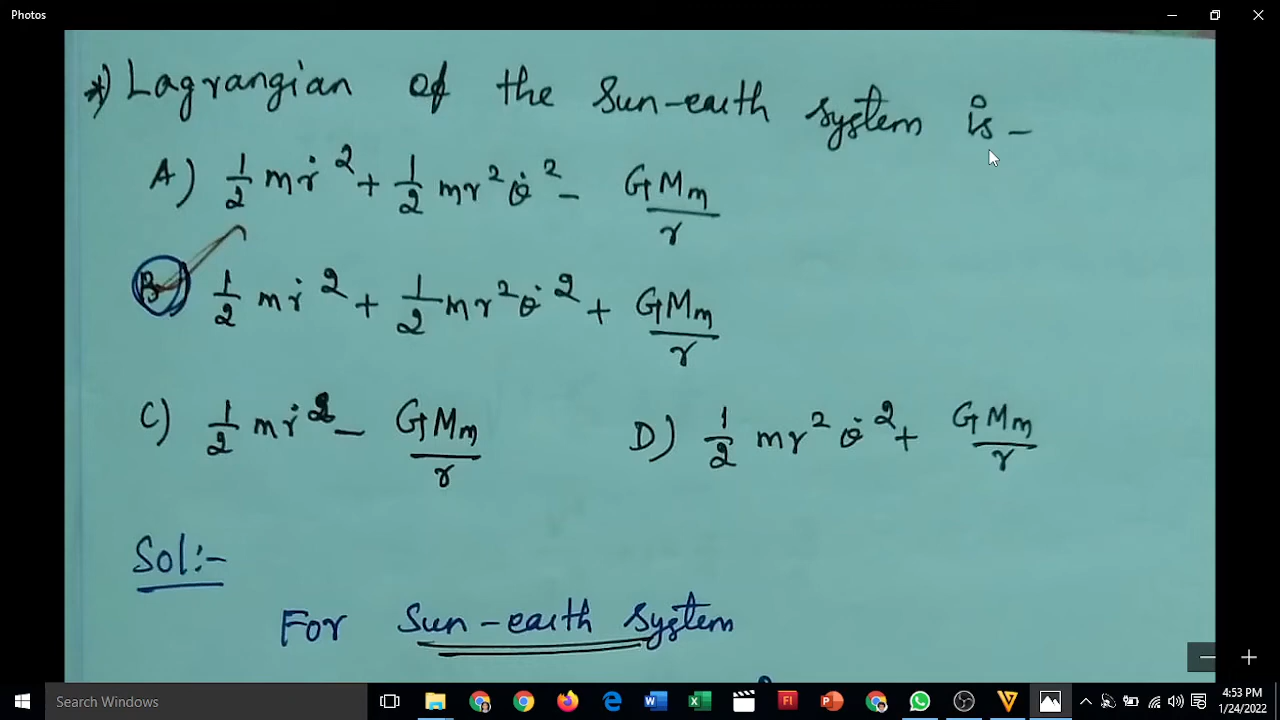 Photos
*) Lagrangian of the Sun-earth system is -
A) 1/2 mṙ² + 1/2 mr²θ̇² - GMm/r
B) 1/2 mṙ² + 1/2 mr²θ̇² + GMm/r
C) 1/2 mṙ² - GMm/r D) 1/2 mr²θ̇² + GMm/r
Sol:-
For Sun-earth system
Search Windows
4:53 PM
1/24/2022